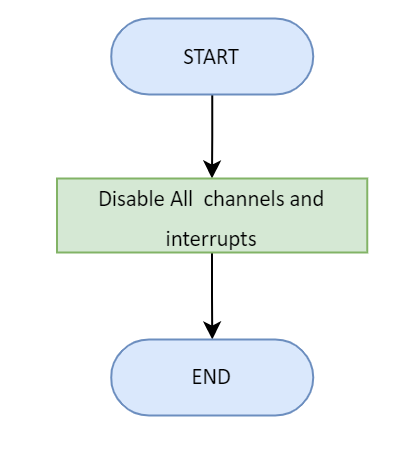 START
Disable All  channels and
interrupts
END